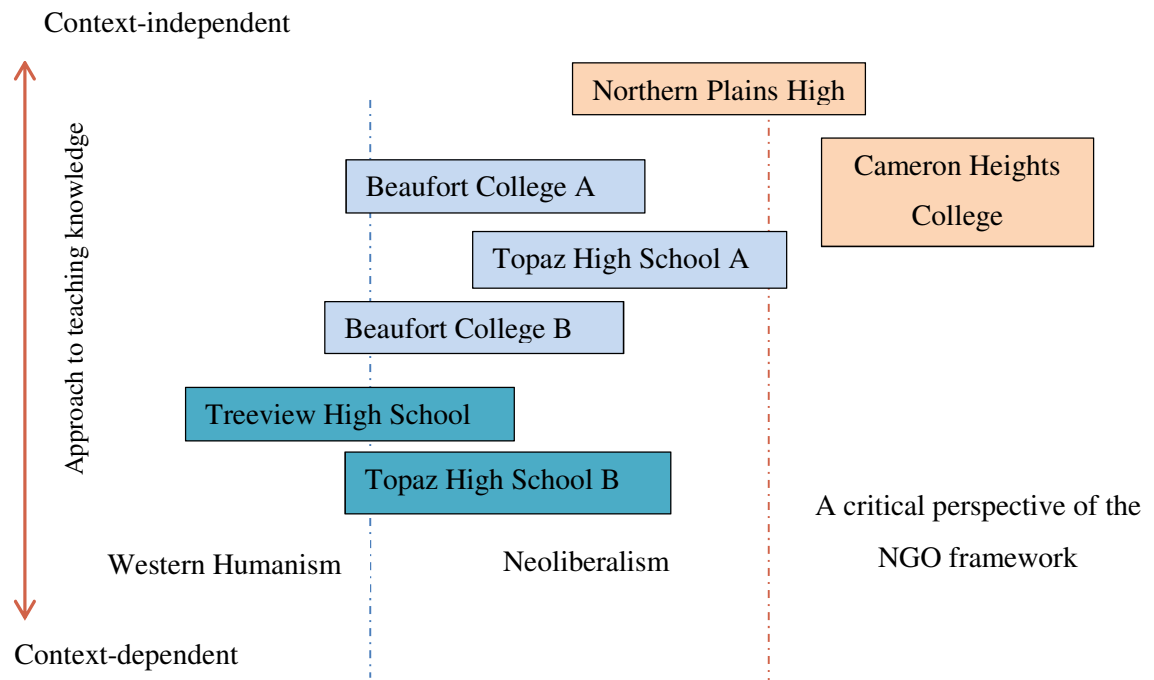 Context-independent
Approach to teaching knowledge
Northern Plains High
Cameron Heights
College
Beaufort College A
Topaz High School A
Beaufort College B
Treeview High School
Topaz High School B
Western Humanism
Neoliberalism
A critical perspective of the
NGO framework
Context-dependent